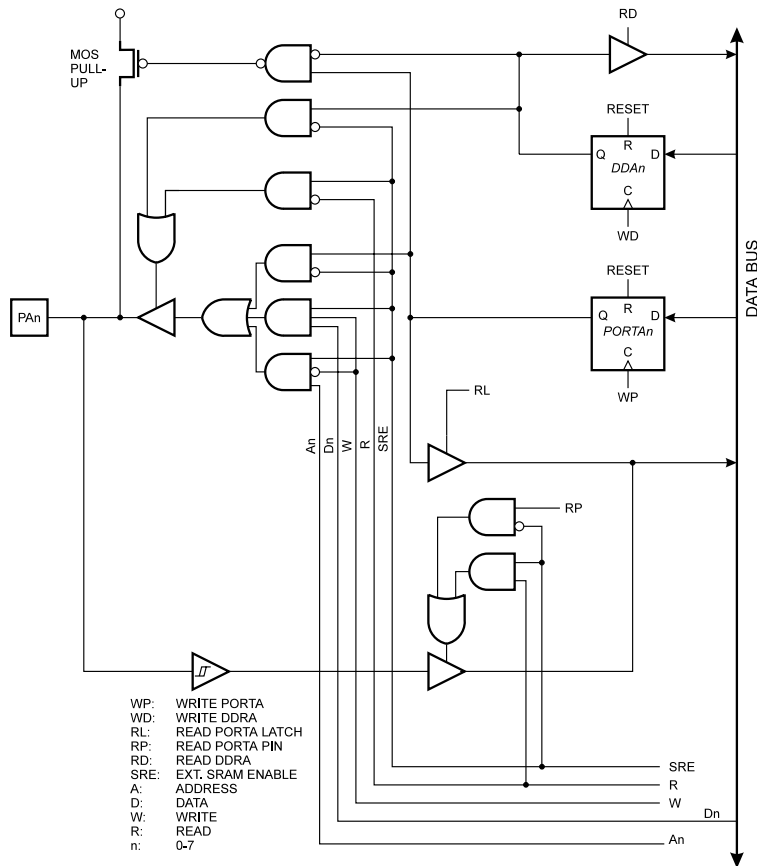 RD
MOS
PULL-
UP
RESET
R
Q
D
DDAn
C
WD
DATA BUS
RESET
R
Q
D
PORTAn
C
WP
PAn
RL
An
Dn
W
R
SRE
RP
WP: WRITE PORTA
WD: WRITE DDRA
RL: READ PORTA LATCH
RP: READ PORTA PIN
RD: READ DDRA
SRE: EXT. SRAM ENABLE
A: ADDRESS
D: DATA
W: WRITE
R: READ
n: 0-7
SRE
R
W
Dn
An